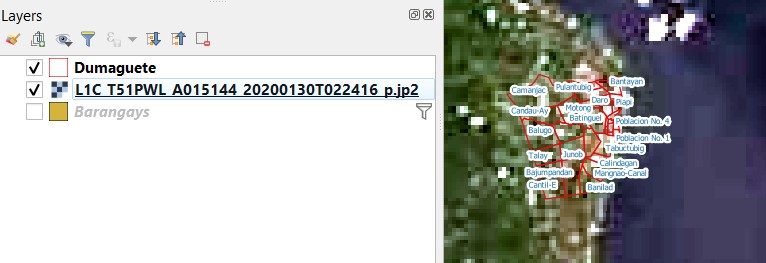 Layers
Dumaguete
L1C_T51PWL_A015144_20200130T022416_p.jp2
Barangays
Bantayan
Camanjac
Pulantubig
Daro
Piapi
Candau-Ay
Motong
Batinguel
Poblacion No. 4
Balugo
Poblacion No. 1
Tabuctubig
Talay
Junob
Calindagan
Bajumpandan
Mangnao-Canal
Cantil-E
Banilad